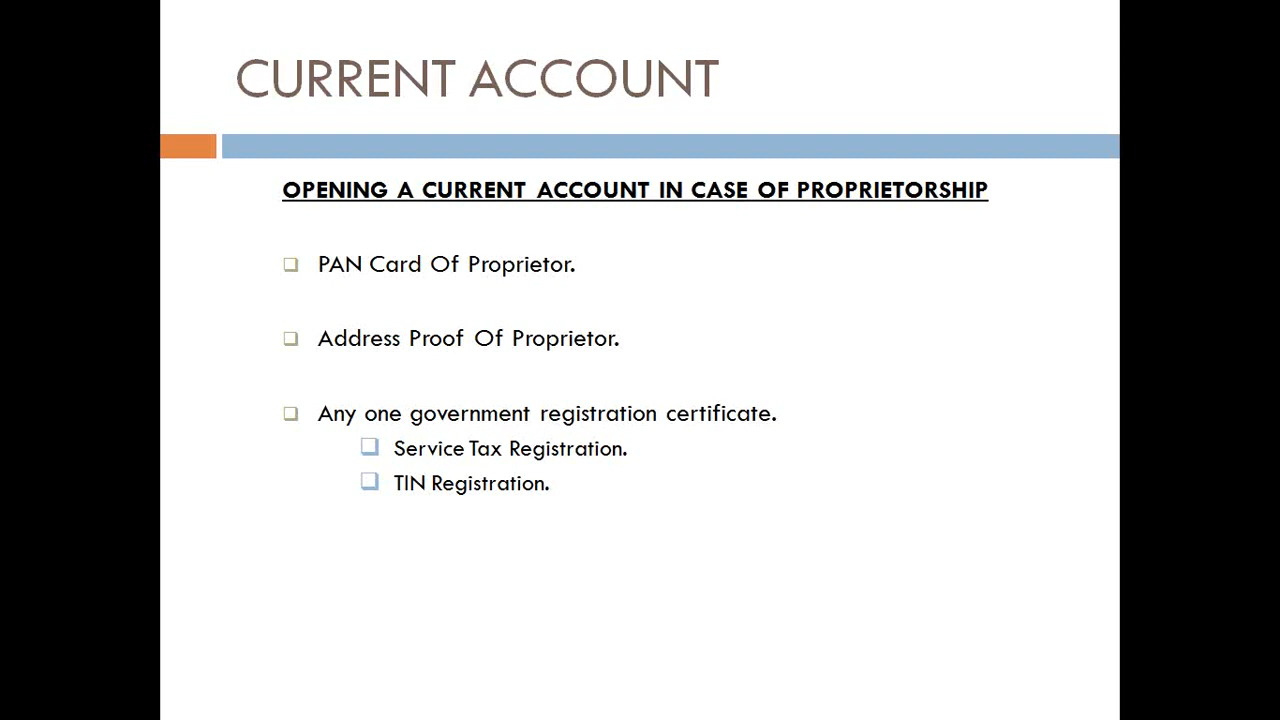 CURRENT ACCOUNT
OPENING A CURRENT ACCOUNT IN CASE OF PROPRIETORSHIP
PAN Card Of Proprietor.
Address Proof Of Proprietor.
Any one government registration certificate.
Service Tax Registration.
TIN Registration.